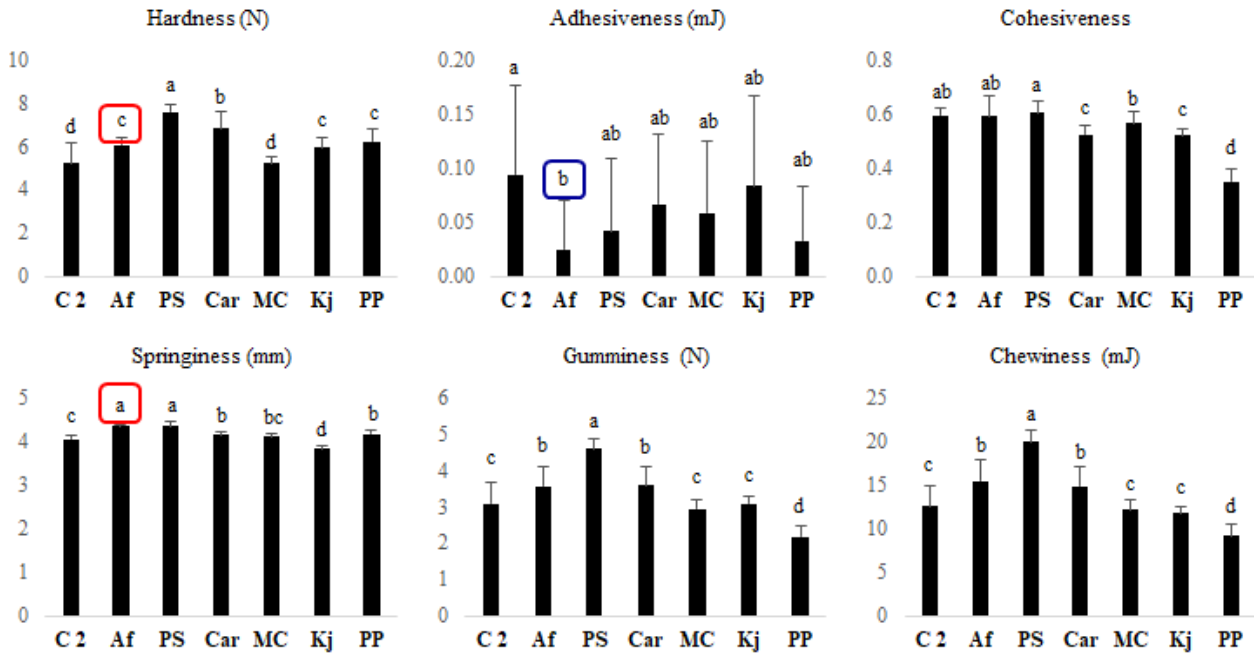 Hardness (N)
10
8
6
4
2
0
d
c
a
b
d
c
c
C 2 Af PS Car MC Kj PP
Adhesiveness (mJ)
0.20
0.15
0.10
0.05
0.00
a
b
ab
ab
ab
ab
ab
C 2 Af PS Car MC Kj PP
Cohesiveness
0.8
0.6
0.4
0.2
0.0
ab
ab
a
c
b
c
d
C 2 Af PS Car MC Kj PP
Springiness (mm)
5
4
3
2
1
0
c
a
a
b
bc
d
b
C 2 Af PS Car MC Kj PP
Gumminess (N)
6
5
4
3
2
1
0
c
b
a
b
c
c
d
C 2 Af PS Car MC Kj PP
Chewiness (mJ)
25
20
15
10
5
0
c
b
a
b
c
c
d
C 2 Af PS Car MC Kj PP